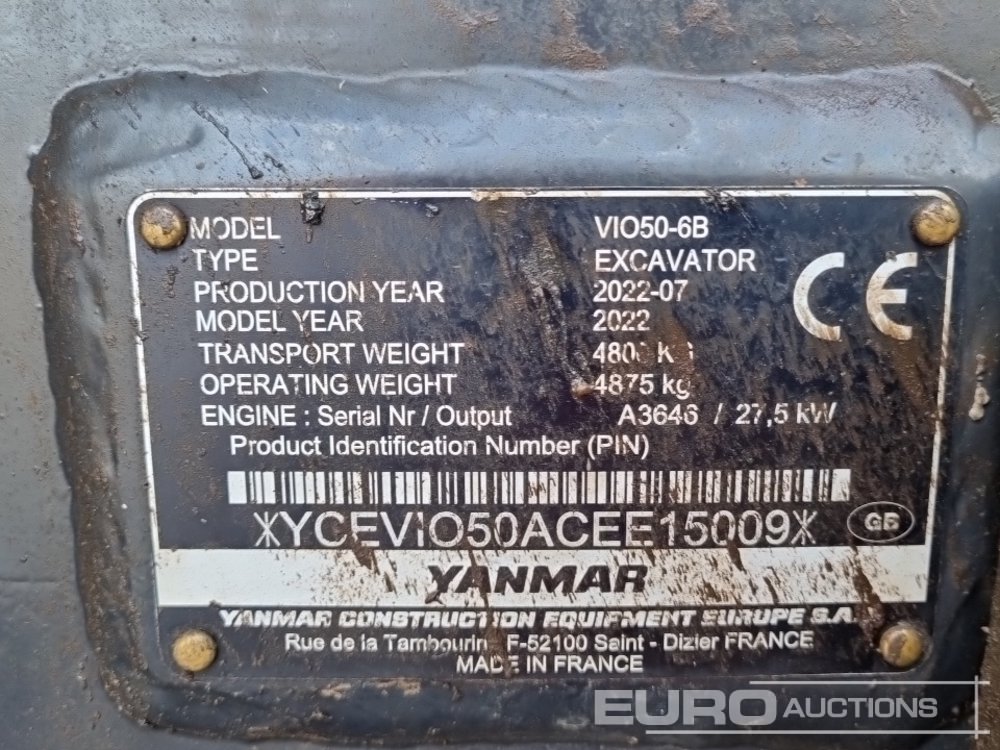 MODEL VIO50-6B
TYPE EXCAVATOR
PRODUCTION YEAR 2022-07
MODEL YEAR 2022
TRANSPORT WEIGHT
OPERATING WEIGHT 4875 kg
ENGINE : Serial Nr / Output A3646 / 27,5 kW
Product Identification Number (PIN)
*YCEVIO50ACEE15009*
CE
GB
YANMAR
YANMAR CONSTRUCTION EQUIPMENT EUROPE S.A
Rue de la Tambourin F-52100 Saint - Dizier FRANCE
MADE IN FRANCE
EURO AUCTIONS